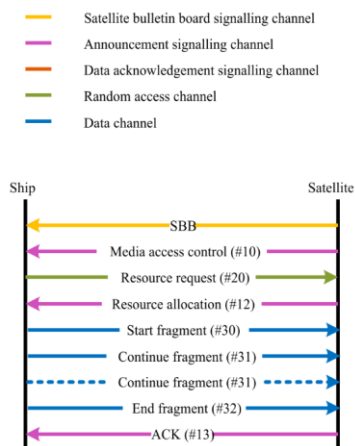 Satellite bulletin board signalling channel
Announcement signalling channel
Data acknowledgement signalling channel
Random access channel
Data channel
Ship Satellite
SBB
Media access control (#10)
Resource request (#20)
Resource allocation (#12)
Start fragment (#30)
Continue fragment (#31)
Continue fragment (#31)
End fragment (#32)
ACK (#13)